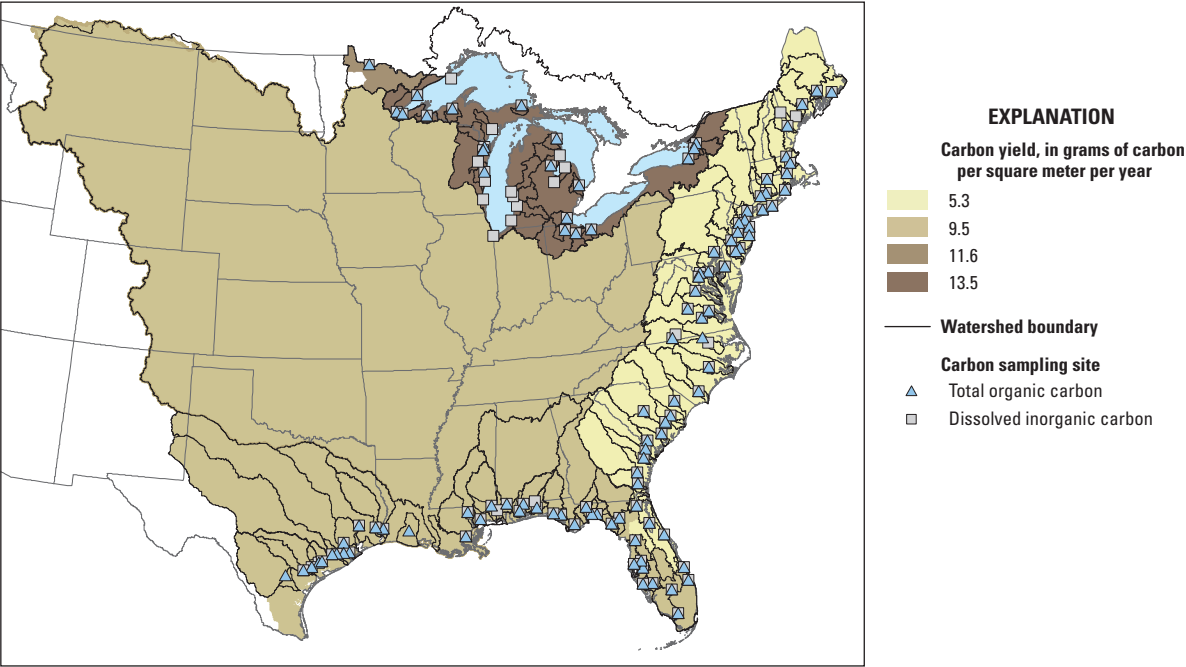 EXPLANATION
Carbon yield, in grams of carbon
per square meter per year
5.3
9.5
11.6
13.5
Watershed boundary
Carbon sampling site
Total organic carbon
Dissolved inorganic carbon